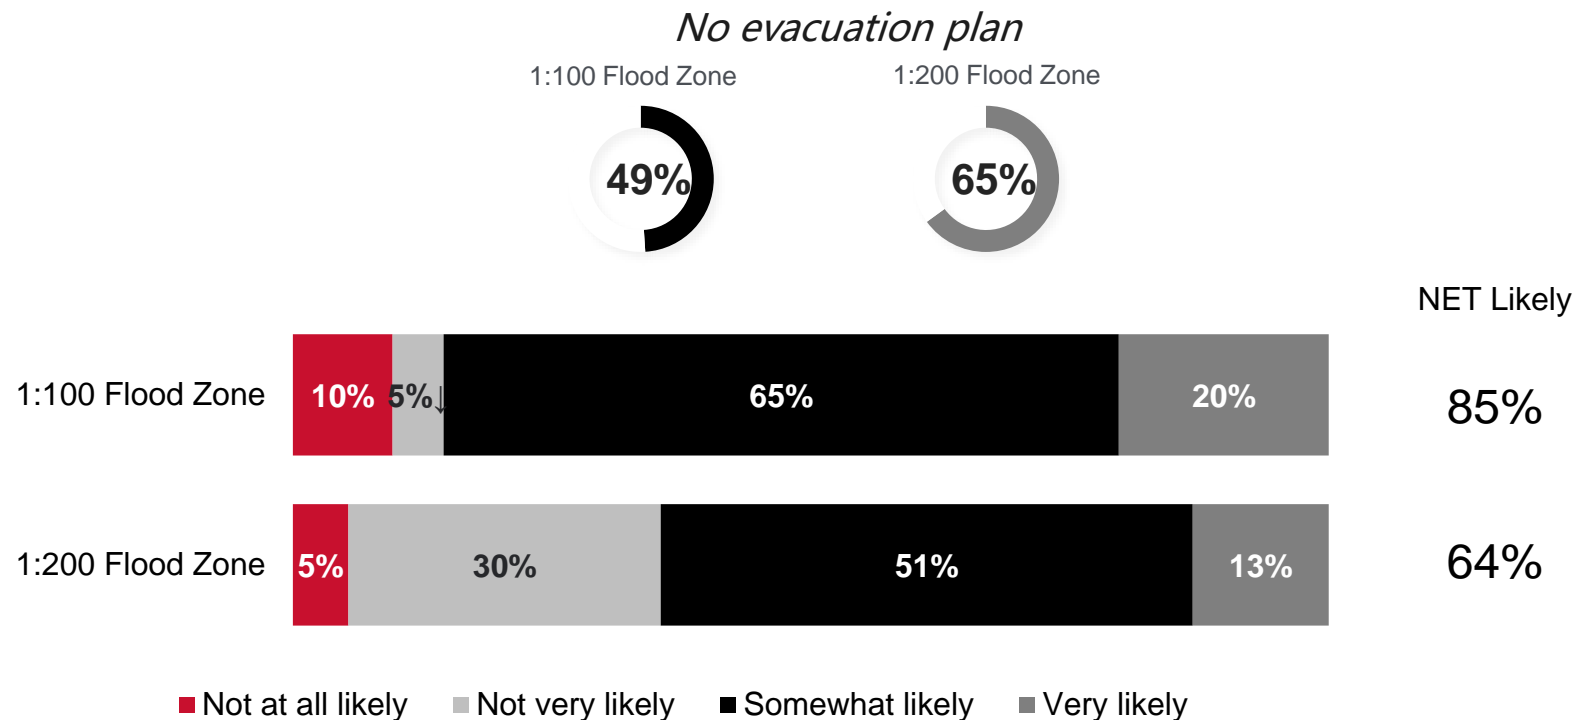 No evacuation plan
1:100 Flood Zone
1:200 Flood Zone
49%
65%
NET Likely
1:100 Flood Zone
10%
5%↓
65%
20%
85%
1:200 Flood Zone
5%
30%
51%
13%
64%
Not at all likely
Not very likely
Somewhat likely
Very likely